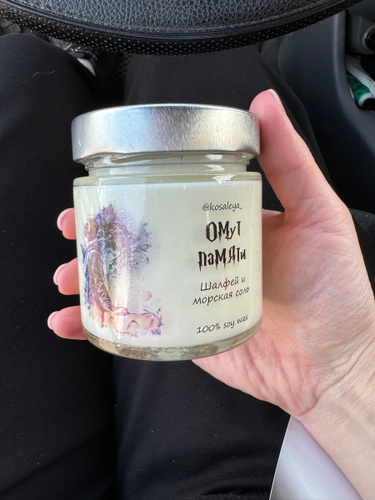 @kosaleya_
ОМуТ
паМЯТи
Шалфей и
морская соль
100% soy wax